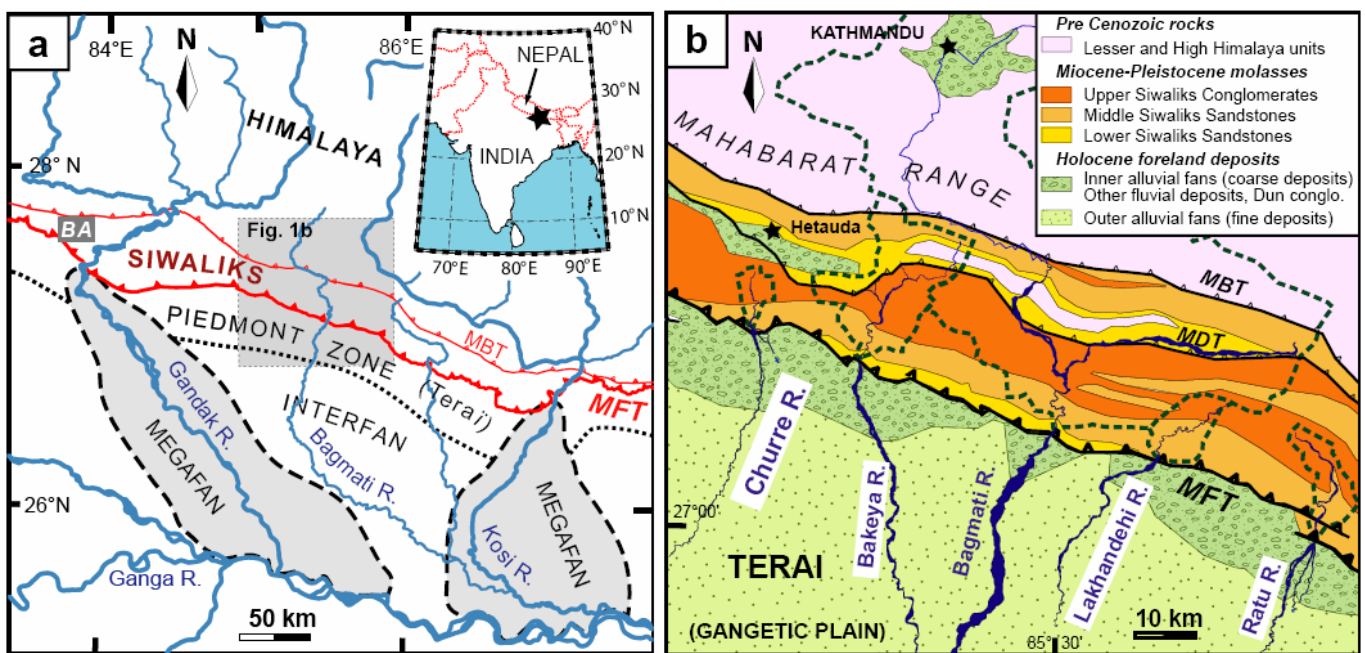 a
84°E
86°E
N
HIMALAYA
28° N
BA
SIWALIKS
Fig. 1b
PIEDMONT
ZONE
(Teraï)
MBT
MFT
INTERFAN
Gandak R.
MEGAFAN
Bagmati R.
26°N
Kosi R.
MEGAFAN
Ganga R.
50 km
40°N
NEPAL
30°N
INDIA
20°N
10°N
70°E
80°E
90°E
b
N
KATHMANDU
MAHABARAT RANGE
Hetauda
MBT
MDT
MFT
Churre R.
Bakeya R.
Bagmati R.
Lakhandehi R.
Ratu R.
27°00'
TERAI
(GANGETIC PLAIN)
85°30'
10 km
Pre Cenozoic rocks
Lesser and High Himalaya units
Miocene-Pleistocene molasses
Upper Siwaliks Conglomerates
Middle Siwaliks Sandstones
Lower Siwaliks Sandstones
Holocene foreland deposits
Inner alluvial fans (coarse deposits)
Other fluvial deposits, Dun conglo.
Outer alluvial fans (fine deposits)